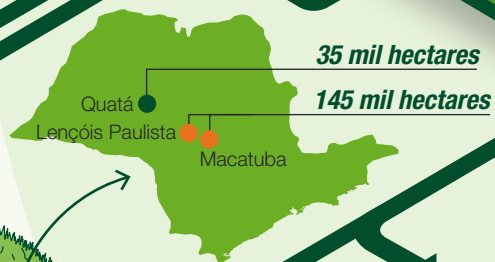 35 mil hectares
145 mil hectares
Quatá
Lençóis Paulista
Macatuba